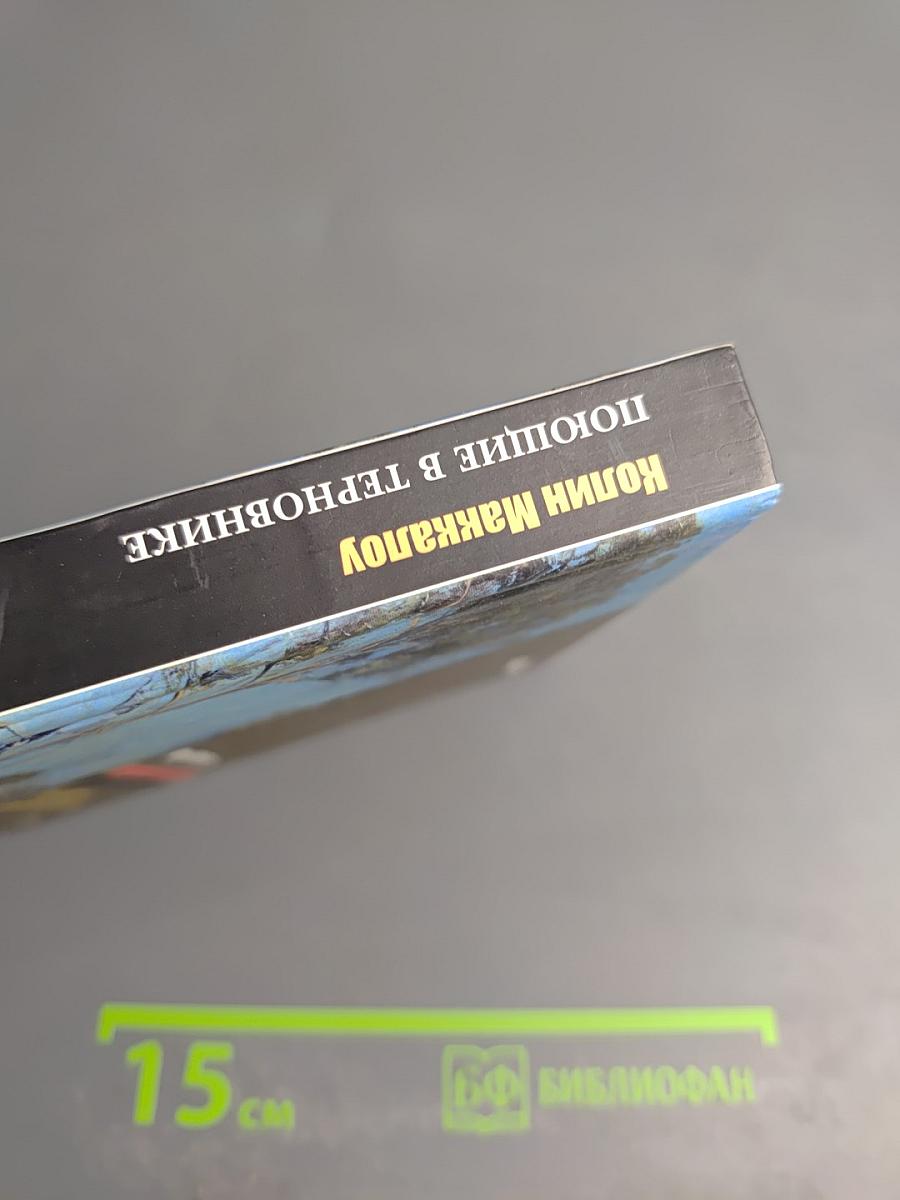 Колин Маккалоу
ПОЮЩИЕ В ТЕРНОВНИКЕ
15 см
БФ БИБЛИОФАН